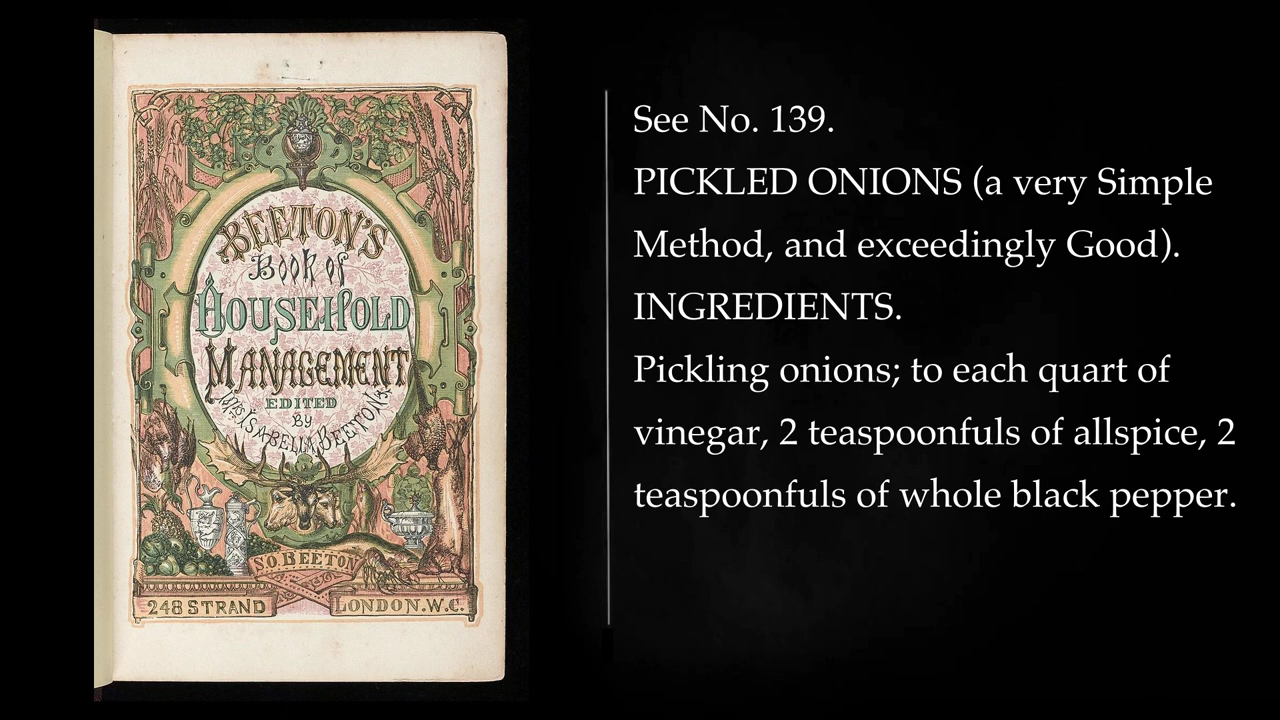 BEETON'S
Book of
HOUSEHOLD
MANAGEMENT
EDITED
BY
MRS ISABELLA BEETON
S.O. BEETON
248 STRAND
LONDON. W.C.
See No. 139.
PICKLED ONIONS (a very Simple
Method, and exceedingly Good).
INGREDIENTS.
Pickling onions; to each quart of
vinegar, 2 teaspoonfuls of allspice, 2
teaspoonfuls of whole black pepper.